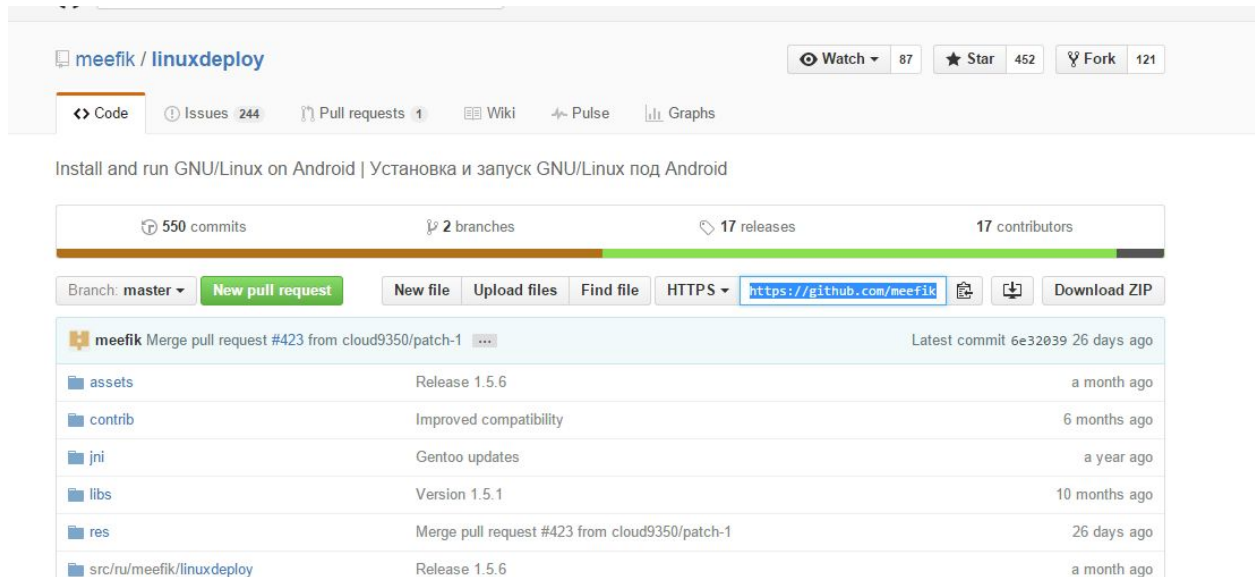 meefik / linuxdeploy
Watch 87 Star 452 Fork 121
Code Issues 244 Pull requests 1 Wiki Pulse Graphs
Install and run GNU/Linux on Android | Установка и запуск GNU/Linux под Android
550 commits 2 branches 17 releases 17 contributors
Branch: master New pull request New file Upload files Find file HTTPS https://github.com/meefik Download ZIP
meefik Merge pull request #423 from cloud9350/patch-1 ... Latest commit 6e32039 26 days ago
assets Release 1.5.6 a month ago
contrib Improved compatibility 6 months ago
jni Gentoo updates a year ago
libs Version 1.5.1 10 months ago
res Merge pull request #423 from cloud9350/patch-1 26 days ago
src/ru/meefik/linuxdeploy Release 1.5.6 a month ago